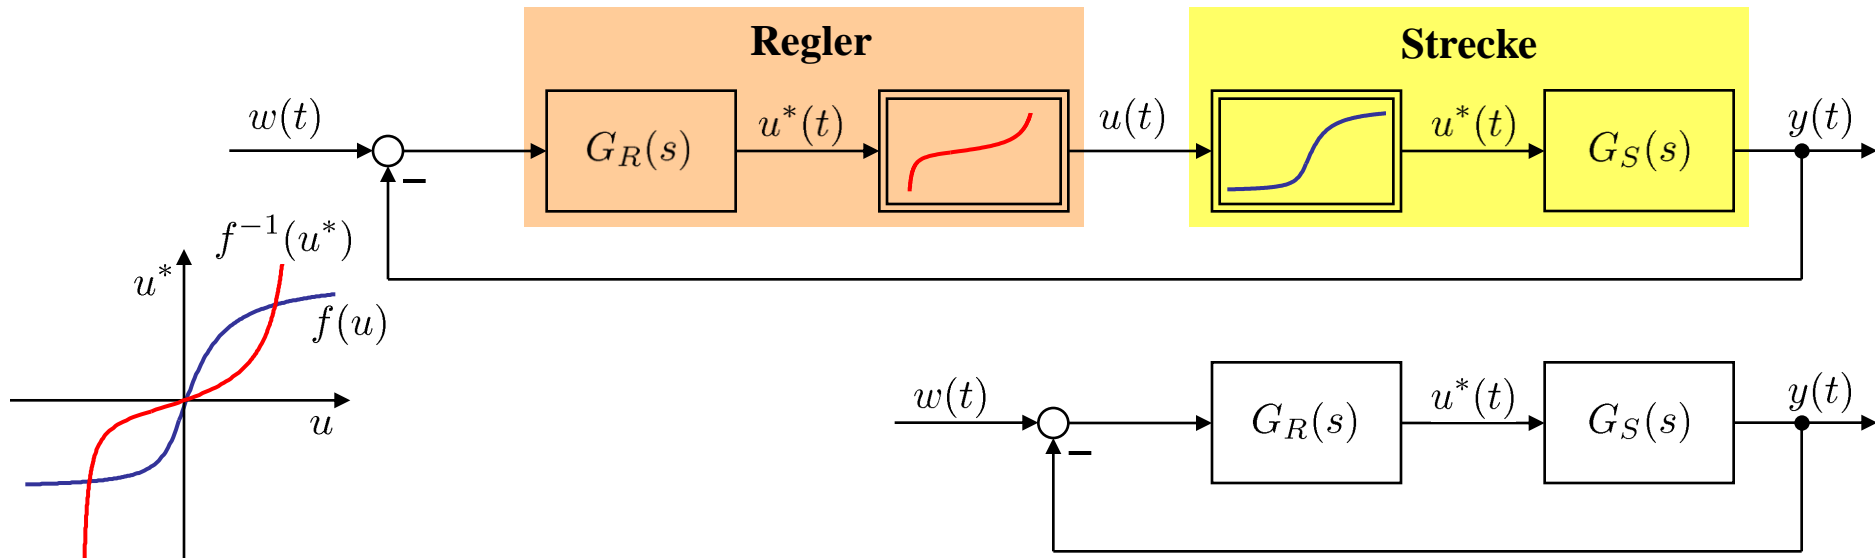 Regler
Strecke
w(t)
G_R(s)
u*(t)
u(t)
u*(t)
G_S(s)
y(t)
−
f⁻¹(u*)
u*
f(u)
u
w(t)
G_R(s)
u*(t)
G_S(s)
y(t)
−